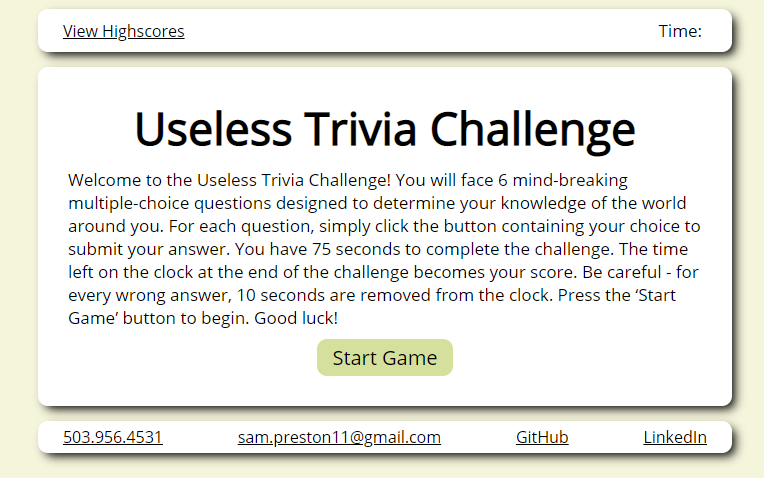 View Highscores Time:
Useless Trivia Challenge
Welcome to the Useless Trivia Challenge! You will face 6 mind-breaking
multiple-choice questions designed to determine your knowledge of the world
around you. For each question, simply click the button containing your choice to
submit your answer. You have 75 seconds to complete the challenge. The time
left on the clock at the end of the challenge becomes your score. Be careful - for
every wrong answer, 10 seconds are removed from the clock. Press the ‘Start
Game’ button to begin. Good luck!
Start Game
503.956.4531 sam.preston11@gmail.com GitHub LinkedIn